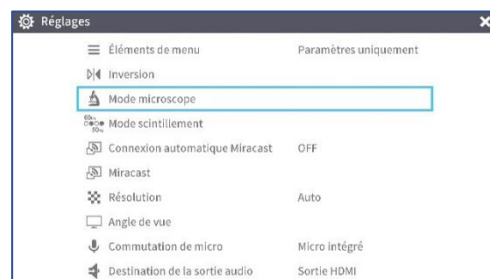 Réglages
Éléments de menu Paramètres uniquement
Inversion
Mode microscope
Mode scintillement
Connexion automatique Miracast OFF
Miracast
Résolution Auto
Angle de vue
Commutation de micro Micro intégré
Destination de la sortie audio Sortie HDMI